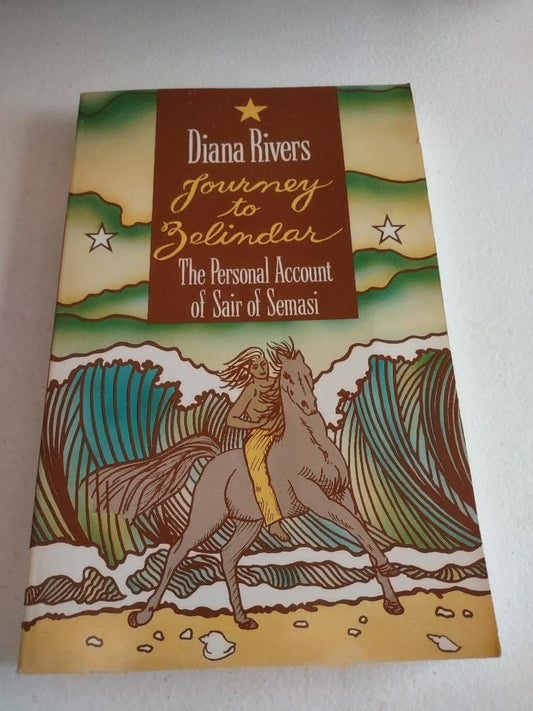 Diana Rivers
Journey
to
Zelindar
The Personal Account
of Sair of Semasi